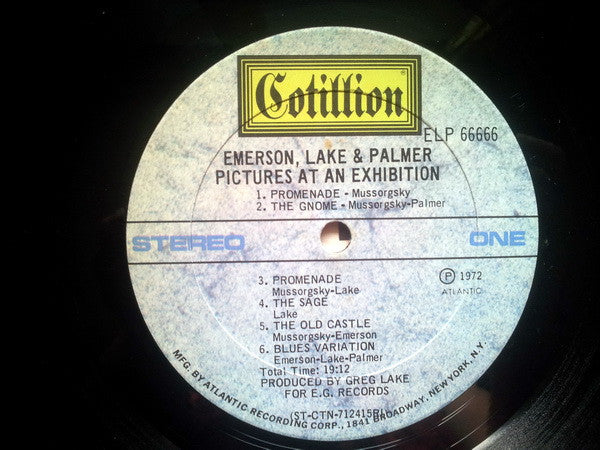 Cotillion®
ELP 66666
EMERSON, LAKE & PALMER
PICTURES AT AN EXHIBITION
1. PROMENADE - Mussorgsky
2. THE GNOME - Mussorgsky-Palmer
STEREO
ONE
3. PROMENADE
Mussorgsky-Lake
4. THE SAGE
Lake
5. THE OLD CASTLE
Mussorgsky-Emerson
6. BLUES VARIATION
Emerson-Lake-Palmer
Total Time: 19:12
Ⓟ 1972
ATLANTIC
PRODUCED BY GREG LAKE
FOR E.G. RECORDS
MFG. BY ATLANTIC RECORDING CORP., 1841 BROADWAY, NEW YORK, N.Y.